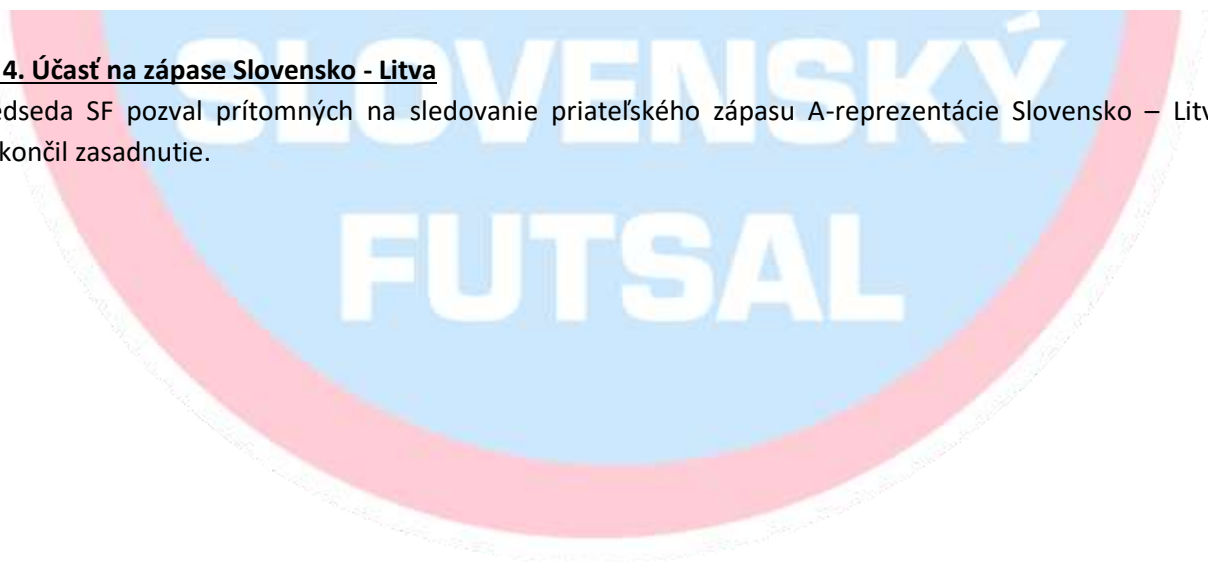 4. Účasť na zápase Slovensko - Litva
edseda SF pozval prítomných na sledovanie priateľského zápasu A-reprezentácie Slovensko – Litv
končil zasadnutie.
SLOVENSKÝ
FUTSAL